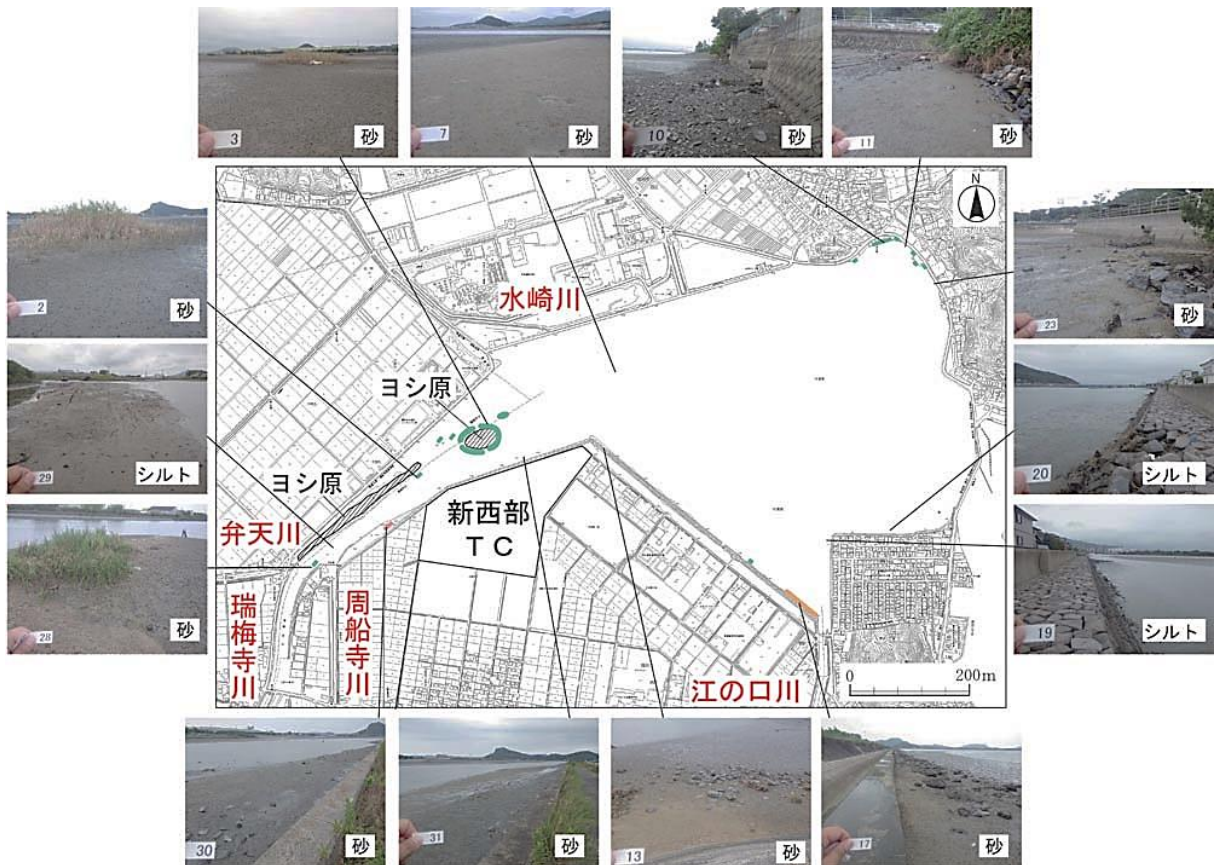 3
砂
7
砂
10
砂
11
砂
2
砂
29
シルト
28
砂
23
砂
20
シルト
19
シルト
N
水崎川
ヨシ原
ヨシ原
弁天川
新西部
TC
瑞梅寺川
周船寺川
江の口川
0 200m
30
砂
31
砂
13
砂
17
砂